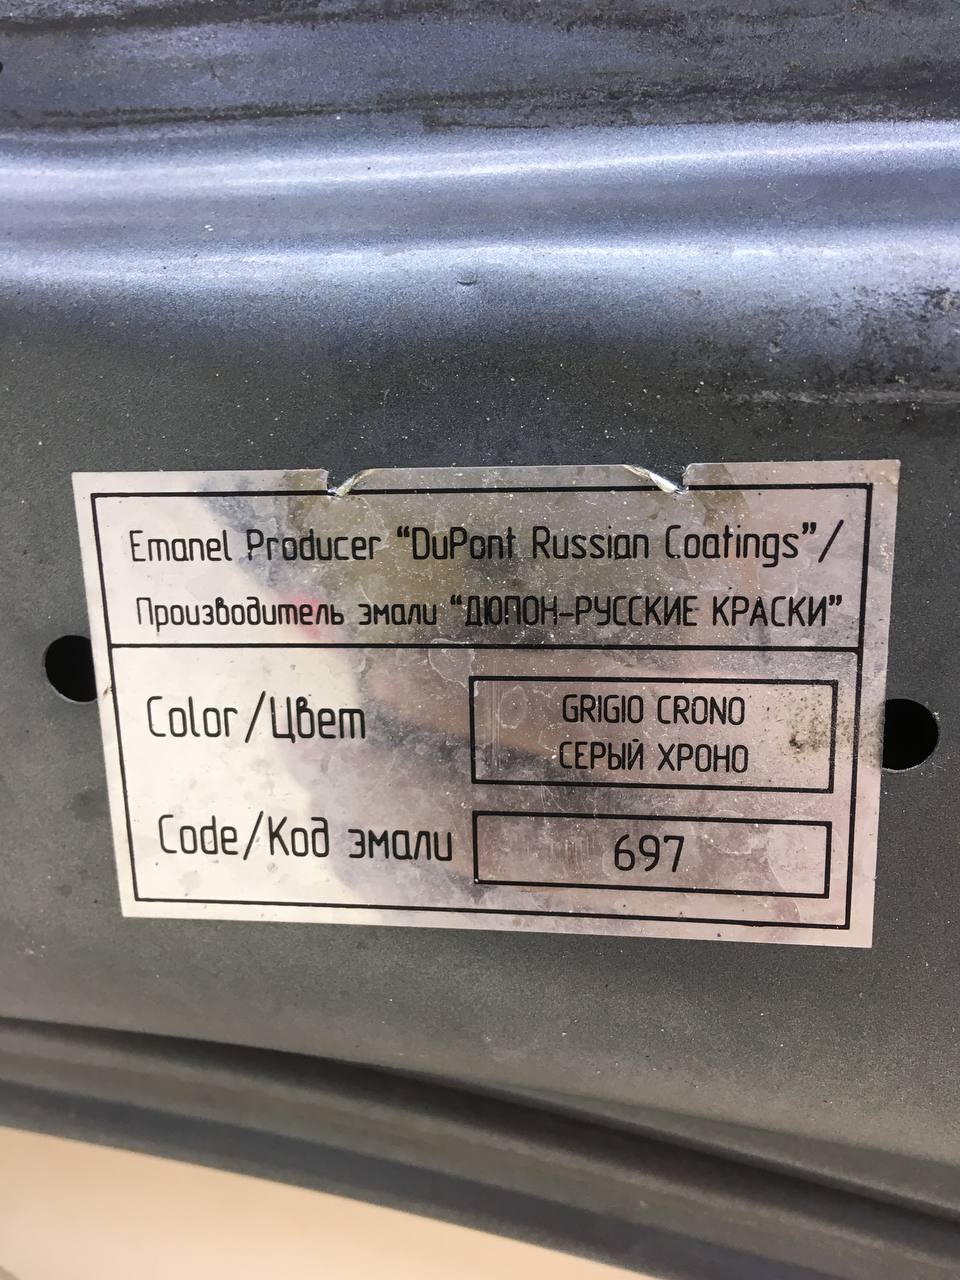 Emanel Producer “DuPont Russian Coatings”/
Производитель эмали “ДЮПОН-РУССКИЕ КРАСКИ”
Color/Цвет
GRIGIO CRONO
СЕРЫЙ ХРОНО
Code/Код эмали
697